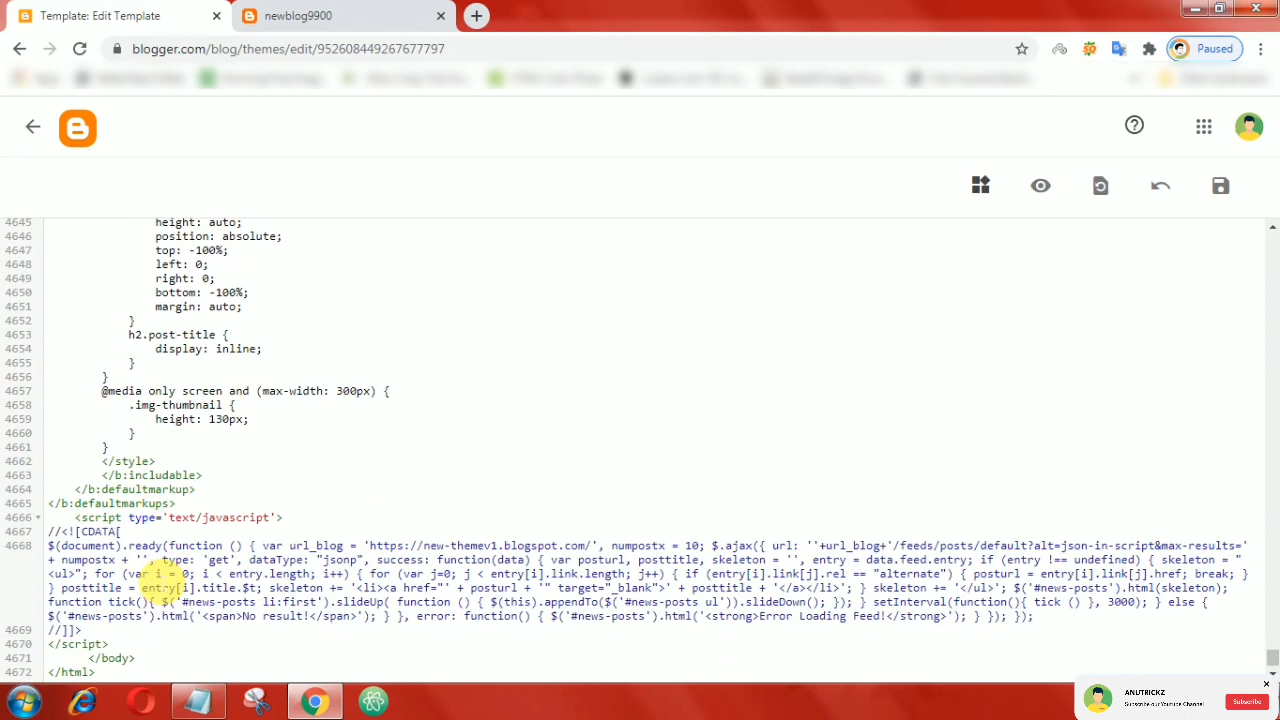 Template: Edit Template
newblog9900
blogger.com/blog/themes/edit/952608449267677797
Paused
4645 height: auto;
4646 position: absolute;
4647 top: -100%;
4648 left: 0;
4649 right: 0;
4650 bottom: -100%;
4651 margin: auto;
4652 }
4653 h2.post-title {
4654 display: inline;
4655 }
4656 }
4657 @media only screen and (max-width: 300px) {
4658 .img-thumbnail {
4659 height: 130px;
4660 }
4661 }
4662 </style>
4663 </b:includable>
4664 </b:defaultmarkup>
4665 </b:defaultmarkups>
4666 <script type='text/javascript'>
4667 //<![CDATA[
4668 $(document).ready(function () { var url_blog = 'https://new-themev1.blogspot.com/', numpostx = 10; $.ajax({ url: ''+url_blog+'/feeds/posts/default?alt=json-in-script&max-results='
+ numpostx + '', type: 'get', dataType: "jsonp", success: function(data) { var posturl, posttitle, skeleton = '', entry = data.feed.entry; if (entry !== undefined) { skeleton = "
<ul>"; for (var i = 0; i < entry.length; i++) { for (var j=0; j < entry[i].link.length; j++) { if (entry[i].link[j].rel == "alternate") { posturl = entry[i].link[j].href; break; }
} posttitle = entry[i].title.$t; skeleton += '<li><a href="' + posturl + '" target="_blank">' + posttitle + '</a></li>'; } skeleton += '</ul>'; $('#news-posts').html(skeleton);
function tick(){ $('#news-posts li:first').slideUp( function () { $(this).appendTo($('#news-posts ul')).slideDown(); }); } setInterval(function(){ tick () }, 3000); } else {
$('#news-posts').html('<span>No result!</span>'); } }, error: function() { $('#news-posts').html('<strong>Error Loading Feed!</strong>'); } }); });
4669 //]]>
4670 </script>
4671 </body>
4672 </html>
ANUTRICKZ
Subscribe our Youtube Channel
Subscribe